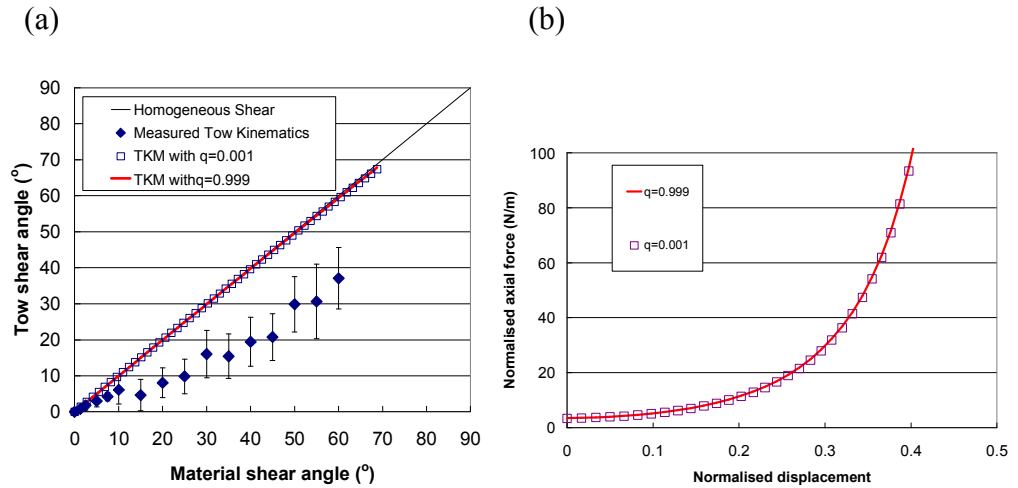 (a)
90
80
70
60
50
40
30
20
10
0
Tow shear angle (°)
Homogeneous Shear
Measured Tow Kinematics
TKM with q=0.001
TKM withq=0.999
0 10 20 30 40 50 60 70 80 90
Material shear angle (°)
(b)
100
80
60
40
20
0
Normalised axial force (N/m)
q=0.999
q=0.001
0 0.1 0.2 0.3 0.4 0.5
Normalised displacement